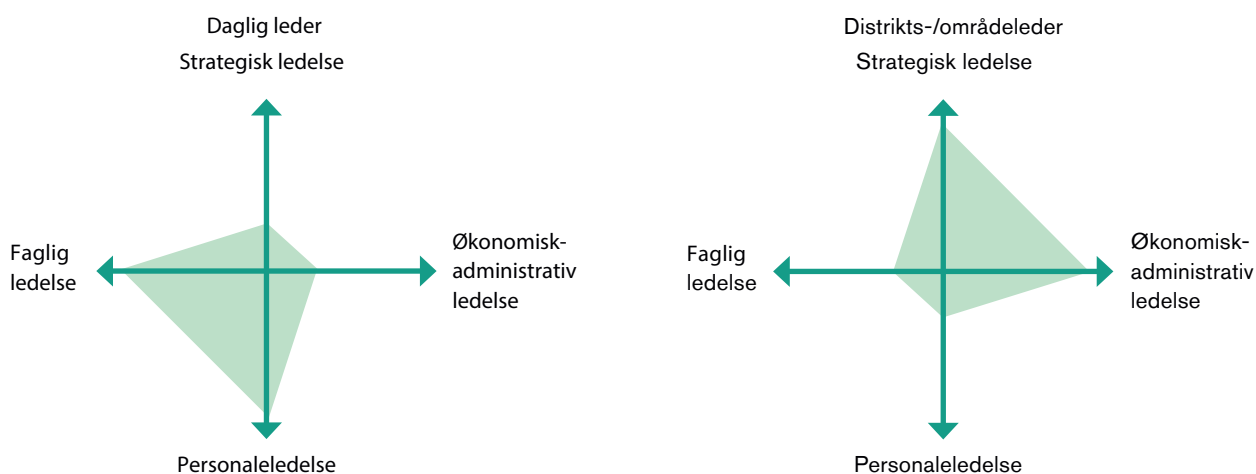 Daglig leder
Strategisk ledelse
Faglig
ledelse
Økonomisk-
administrativ
ledelse
Personaleledelse
Distrikts-/områdeleder
Strategisk ledelse
Faglig
ledelse
Økonomisk-
administrativ
ledelse
Personaleledelse